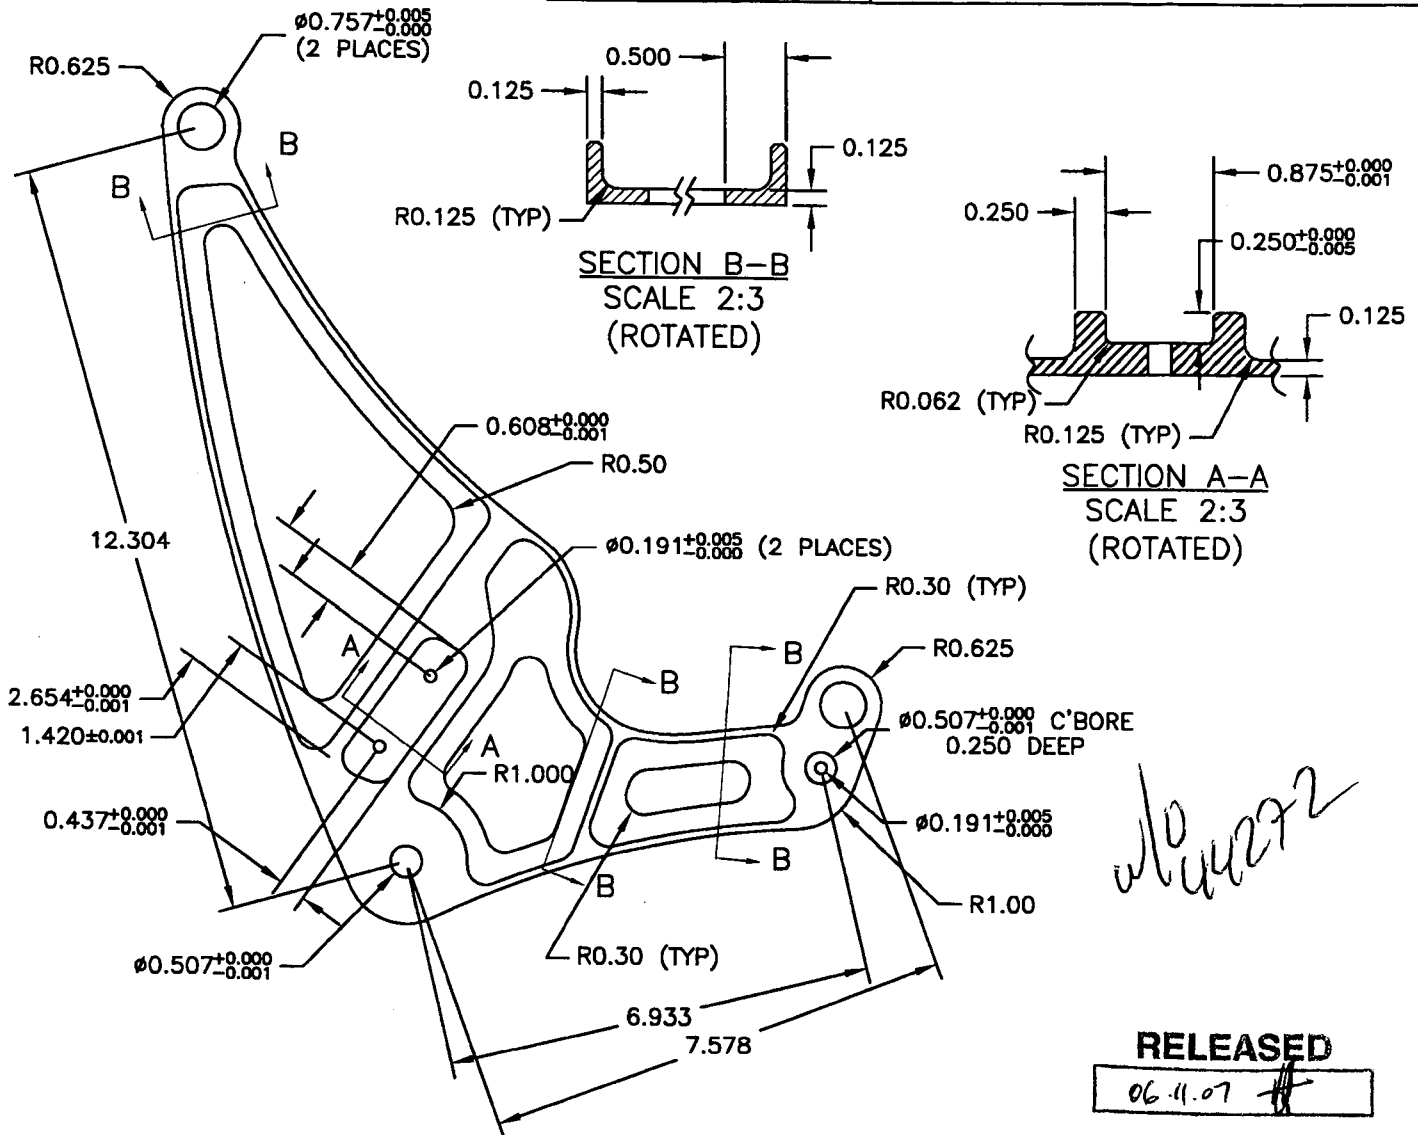 ø0.757+0.005 -0.000
(2 PLACES)
R0.625
0.500
0.125
B
B
0.125
R0.125 (TYP)
SECTION B-B
SCALE 2:3
(ROTATED)
0.875+0.000 -0.001
0.250
0.250+0.000 -0.005
0.125
R0.062 (TYP)
R0.125 (TYP)
SECTION A-A
SCALE 2:3
(ROTATED)
0.608+0.000 -0.001
R0.50
12.304
ø0.191+0.005 -0.000 (2 PLACES)
R0.30 (TYP)
A
B
B
R0.625
2.654+0.000 -0.001
1.420±0.001
A
R1.000
ø0.507+0.000 -0.001 C'BORE
0.250 DEEP
0.437+0.000 -0.001
ø0.191+0.005 -0.000
B
B
R1.00
ø0.507+0.000 -0.001
R0.30 (TYP)
6.933
7.578
RELEASED
06.11.07